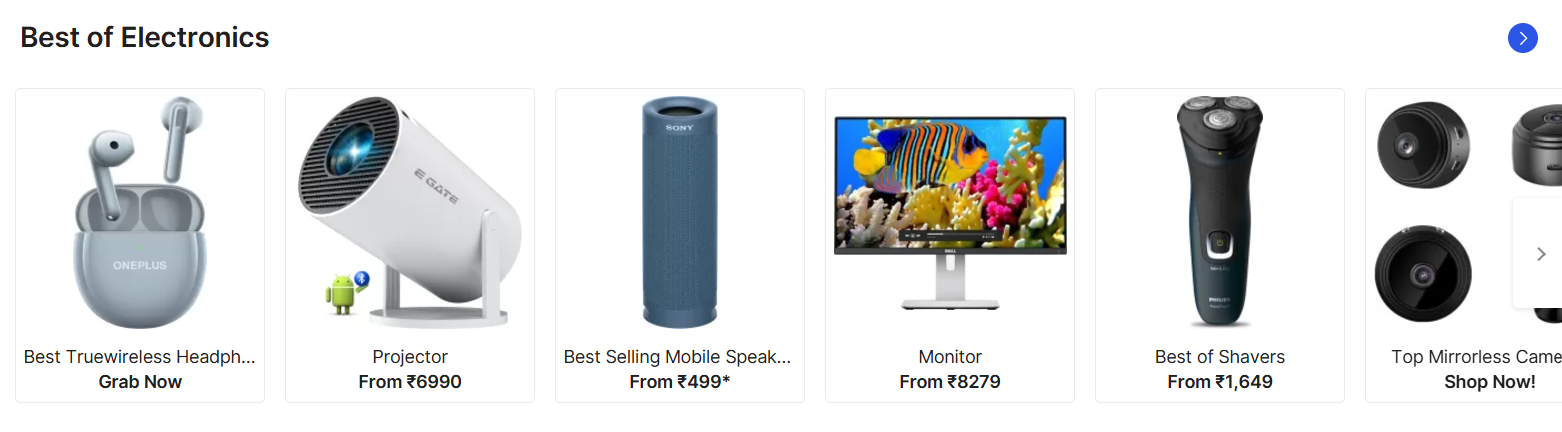 Best of Electronics
ONEPLUS
Best Truewireless Headph...
Grab Now
E GATE
Projector
From ₹6990
SONY
Best Selling Mobile Speak...
From ₹499*
DELL
Monitor
From ₹8279
PHILIPS
Best of Shavers
From ₹1,649
Top Mirrorless Came
Shop Now!